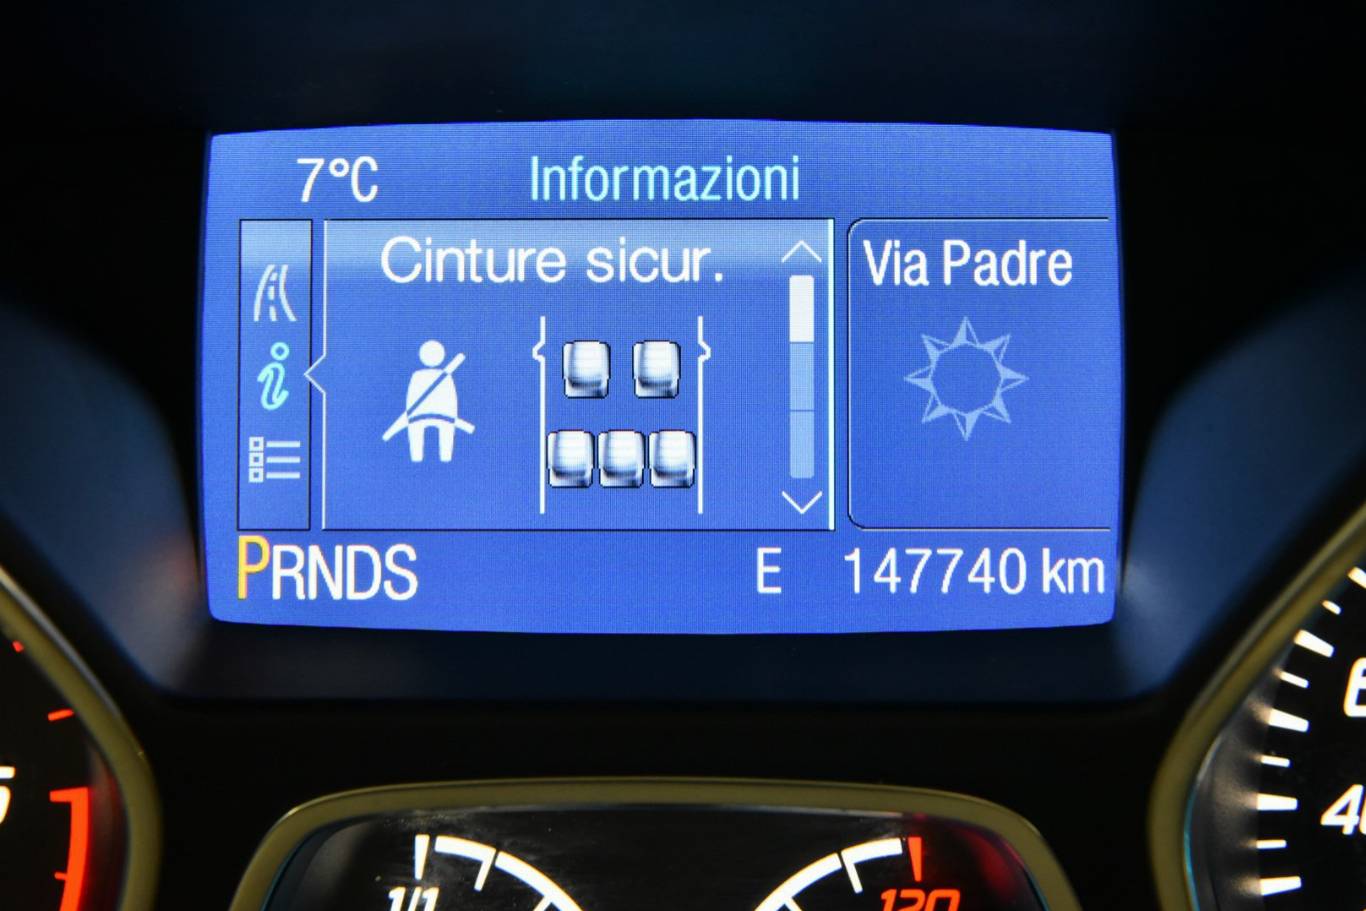 7°C
Informazioni
Cinture sicur.
Via Padre
PRNDS
E
147740 km
1/1
120